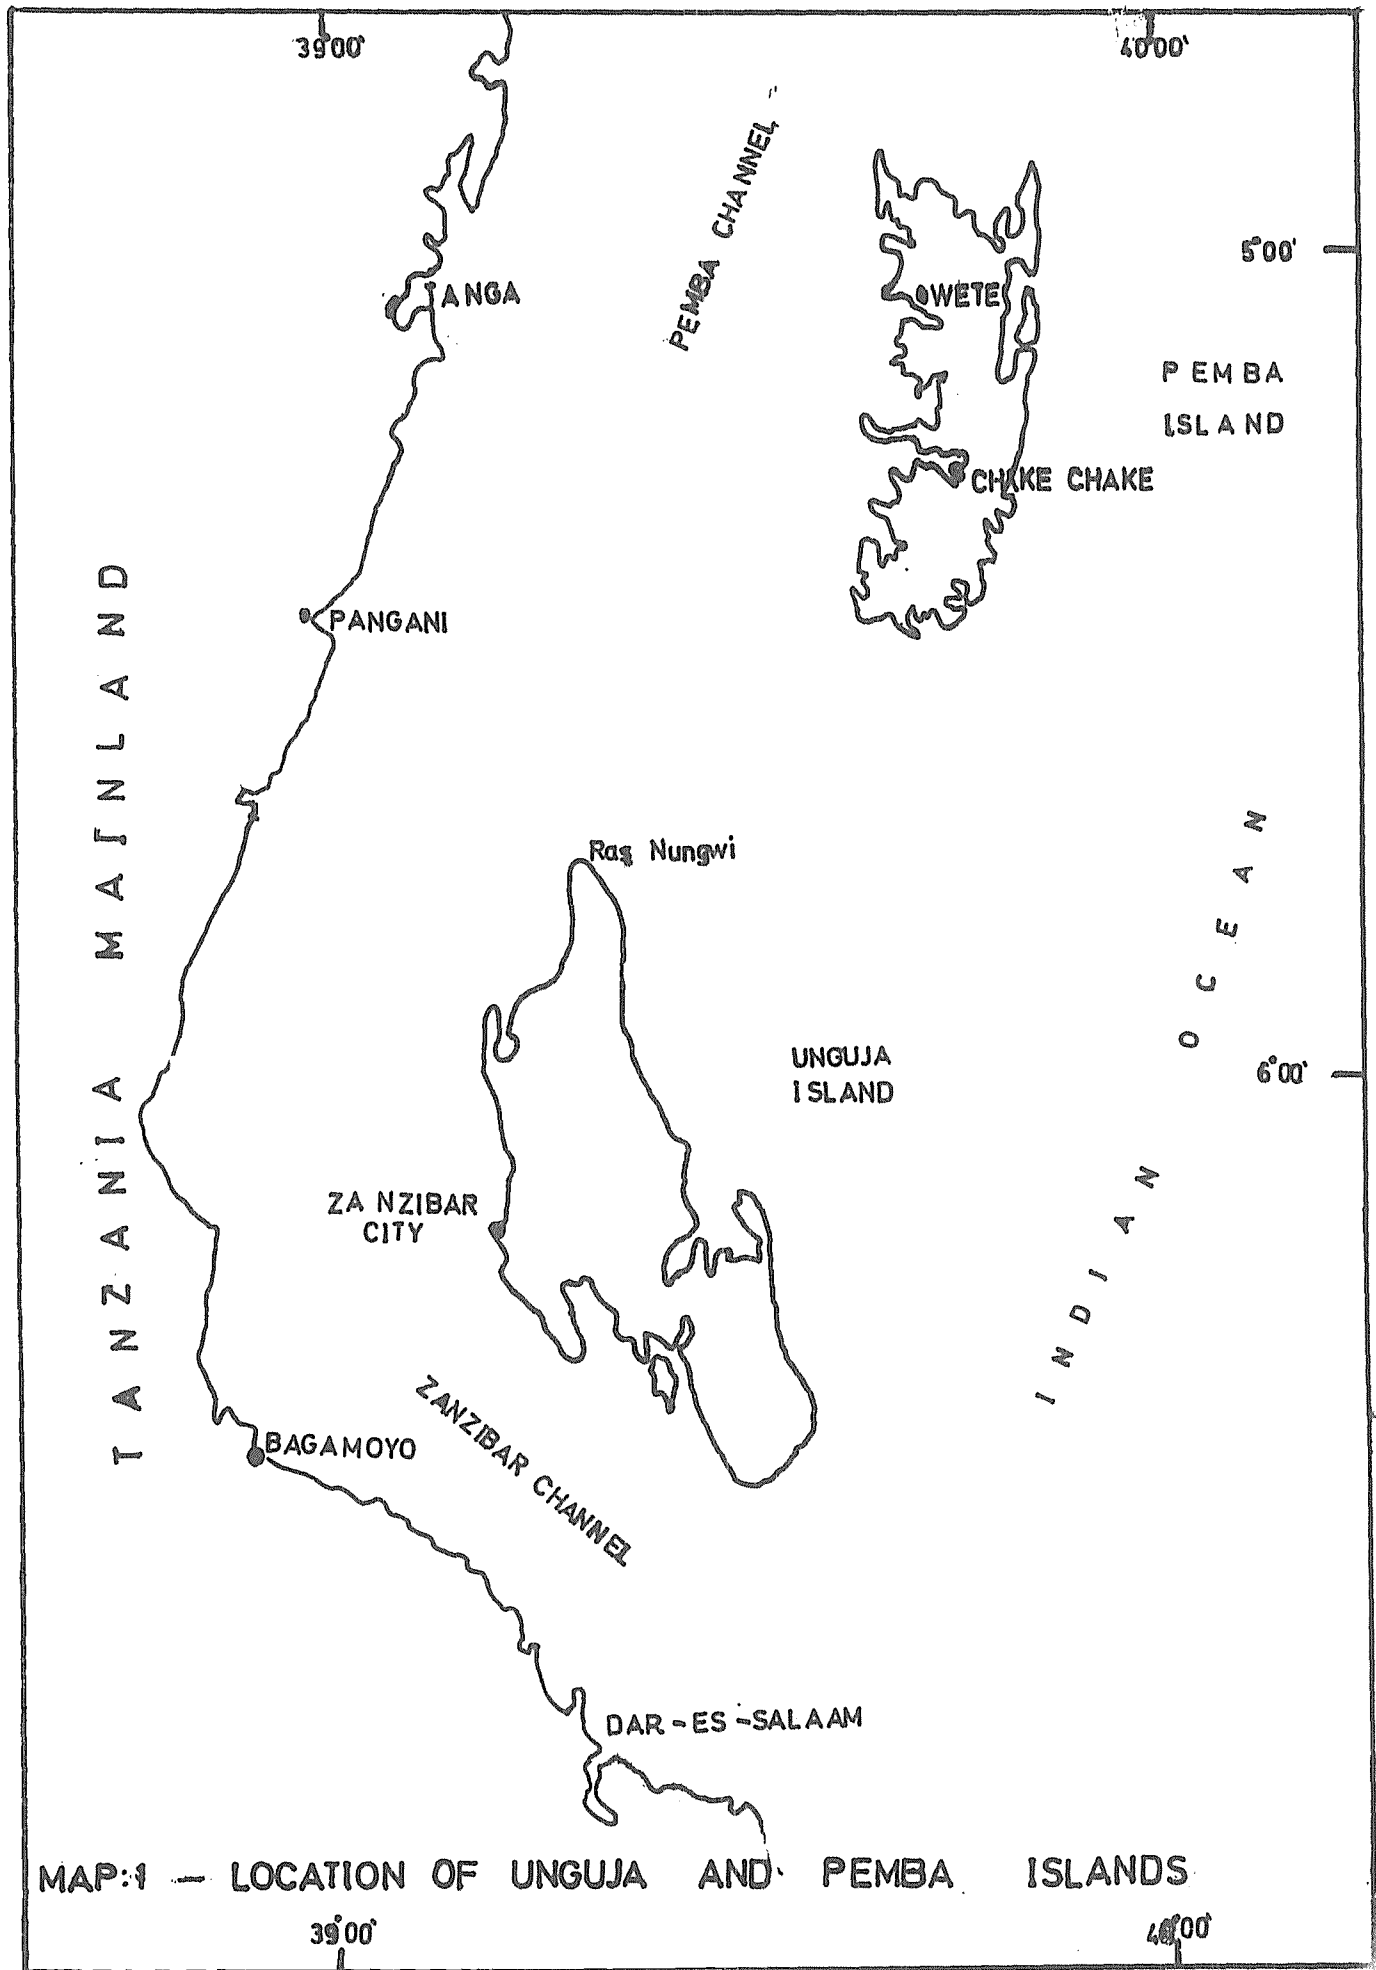 39°00'
40°00'
PEMBA CHANNEL
5°00'
ANGA
WETE
PEMBA
ISLAND
CHAKE CHAKE
PANGANI
TANZANIA MAINLAND
Ras Nungwi
INDIAN OCEAN
UNGUJA
ISLAND
6°00'
ZANZIBAR
CITY
ZANZIBAR CHANNEL
BAGAMOYO
DAR-ES-SALAAM
MAP:1 — LOCATION OF UNGUJA AND PEMBA ISLANDS
39°00'
40°00'